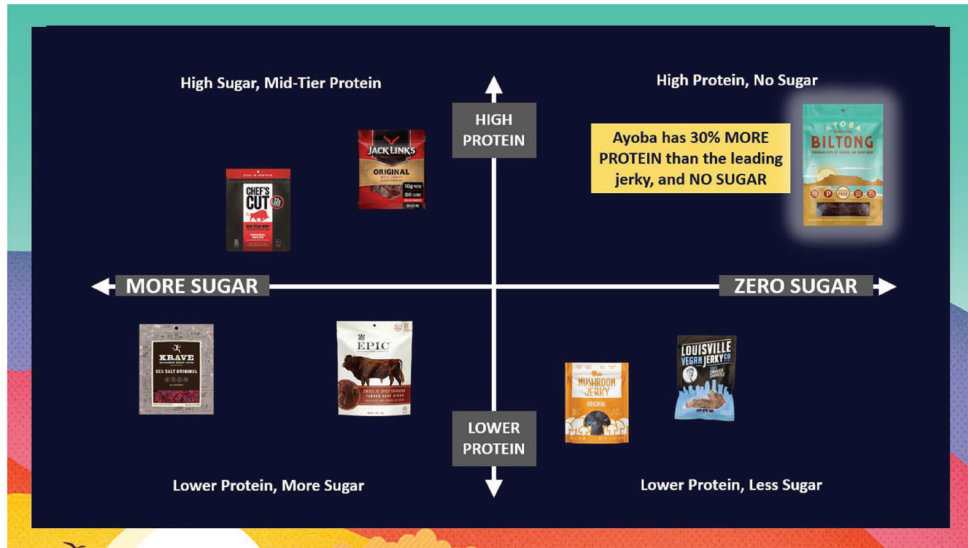 High Sugar, Mid-Tier Protein
High Protein, No Sugar
HIGH
PROTEIN
Ayoba has 30% MORE
PROTEIN than the leading
jerky, and NO SUGAR
AYOBA
BILTONG
JACK LINK'S
ORIGINAL
BEEF JERKY
CHEF'S
CUT
MORE SUGAR
ZERO SUGAR
KRAVE
SEA SALT ORIGINAL
EPIC
MUSHROOM
JERKY
ORIGINAL
LOUISVILLE
VEGAN JERKY CO
LOWER
PROTEIN
Lower Protein, More Sugar
Lower Protein, Less Sugar